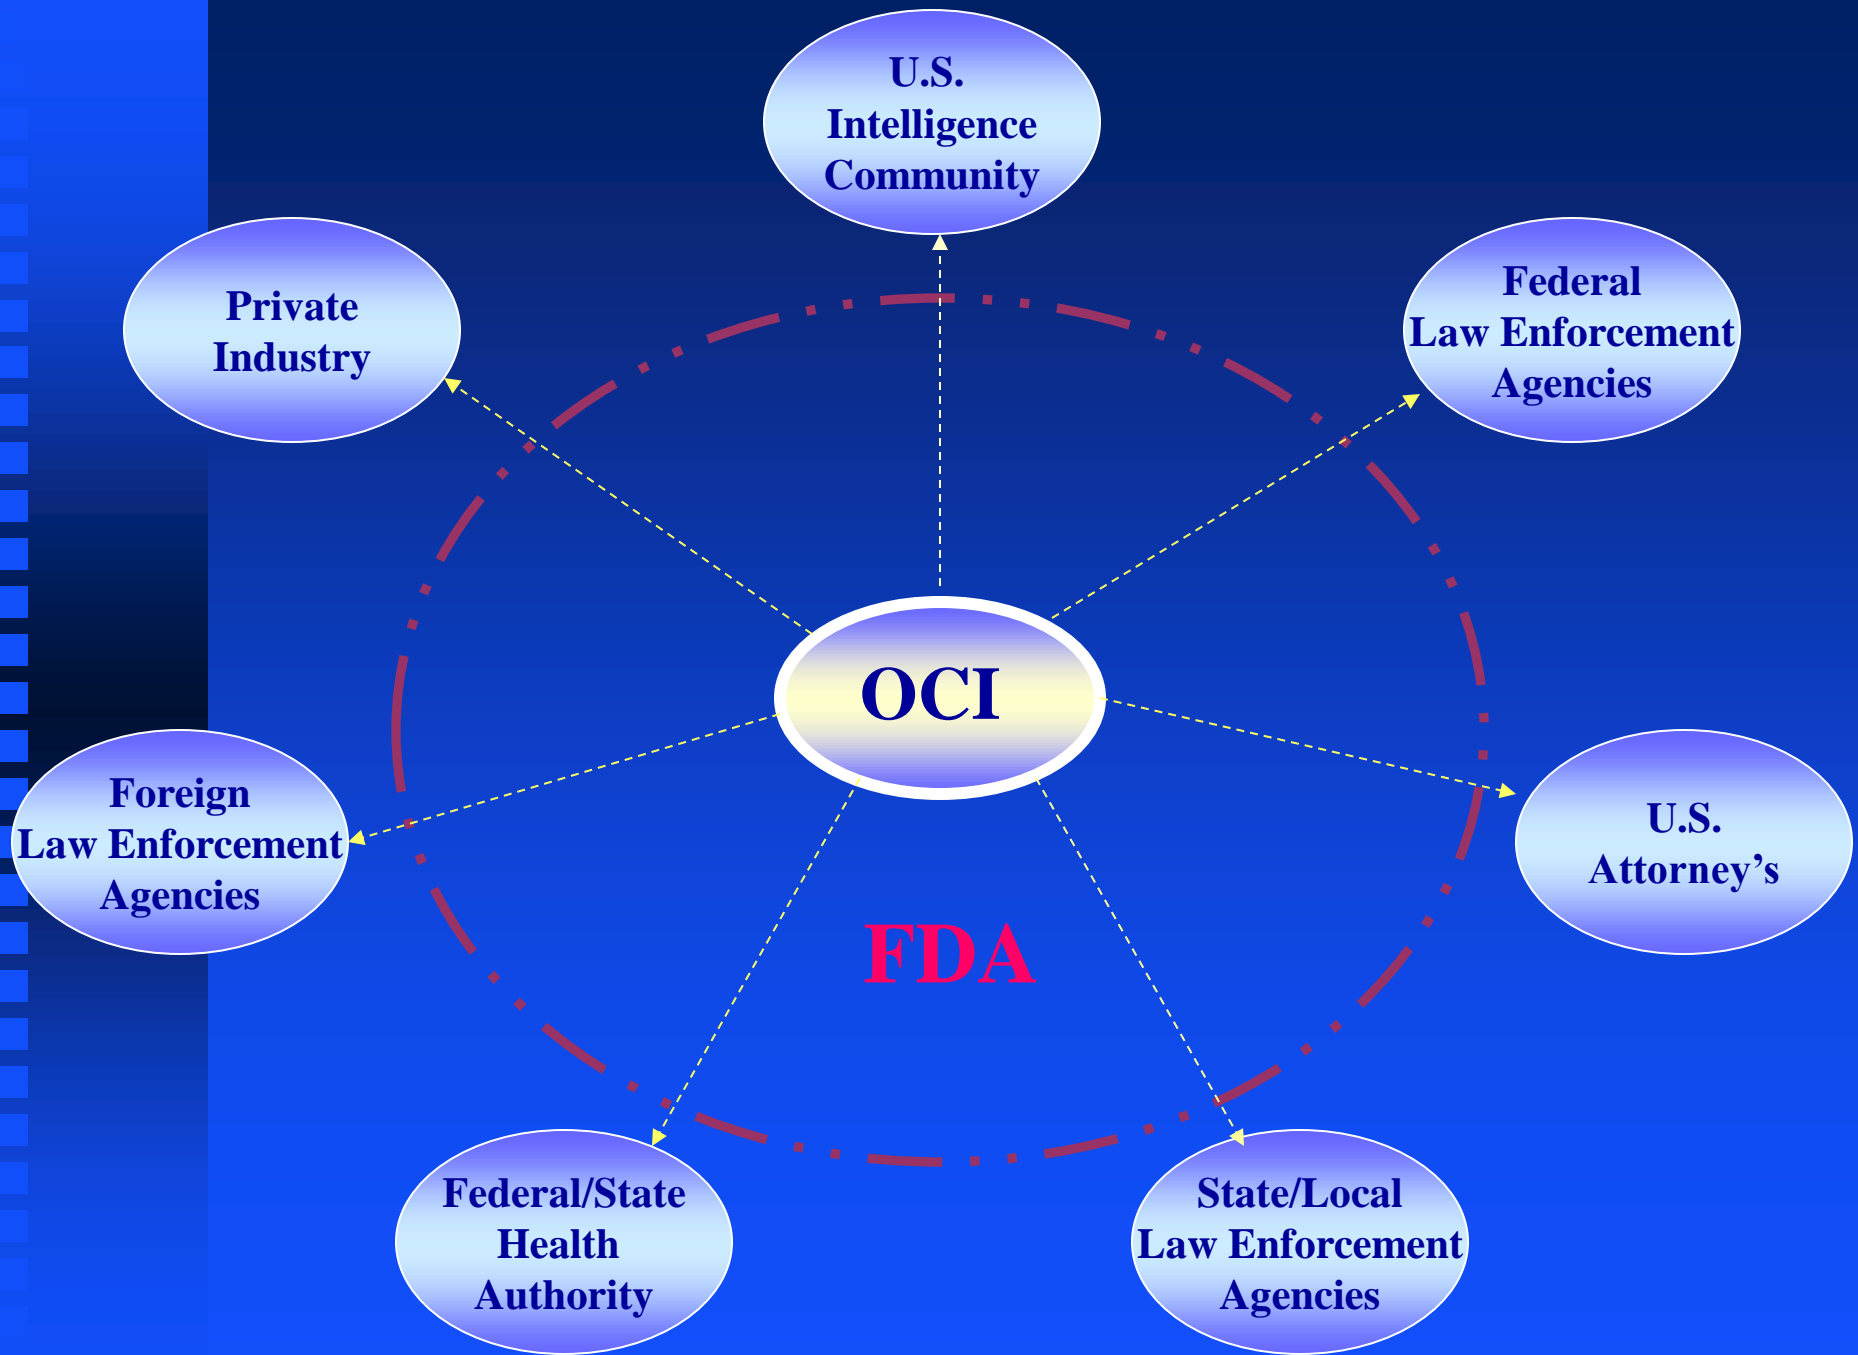 U.S.
Intelligence
Community
Private
Industry
Federal
Law Enforcement
Agencies
OCI
Foreign
Law Enforcement
Agencies
U.S.
Attorney’s
FDA
Federal/State
Health
Authority
State/Local
Law Enforcement
Agencies